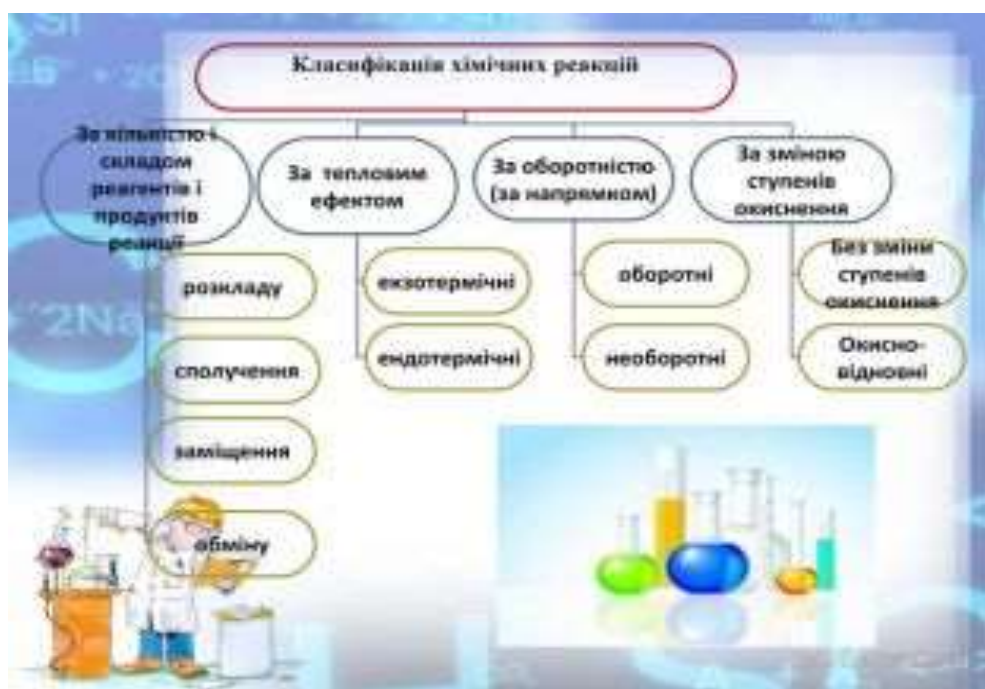 Класифікація хімічних реакцій
За кількістю і
складом
реагентів і
продуктів
реакції
розкладу
сполучення
заміщення
обміну
За тепловим
ефектом
екзотермічні
ендотермічні
За оборотністю
(за напрямком)
оборотні
необоротні
За зміною
ступенів
окиснення
Без зміни
ступенів
окиснення
Окисно-
відновні
2Na